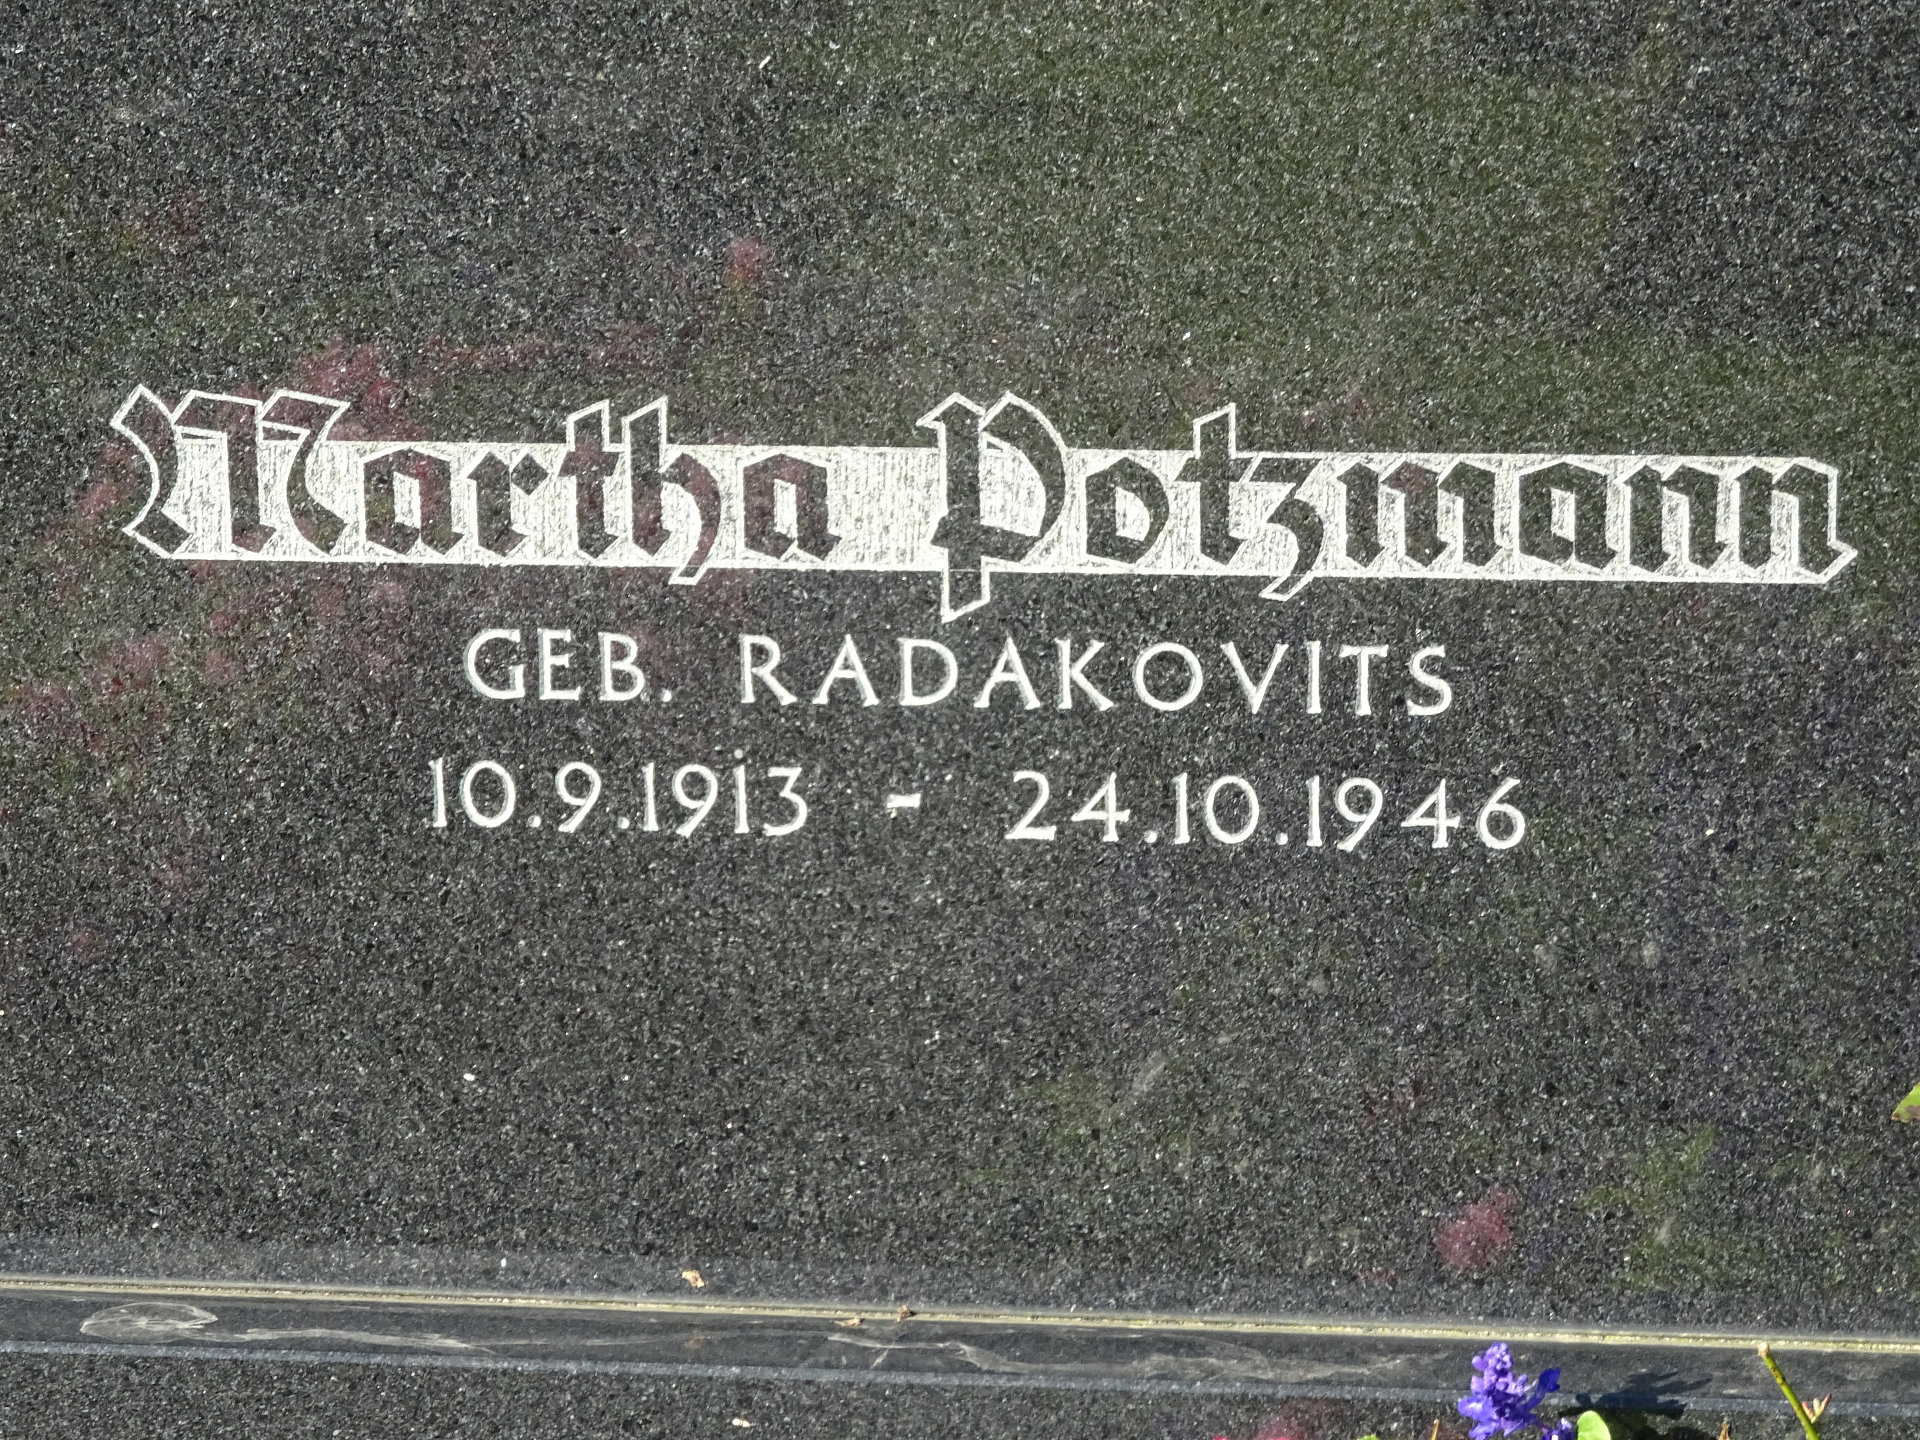 Martha Potzmann
GEB. RADAKOVITS
10.9.1913 - 24.10.1946